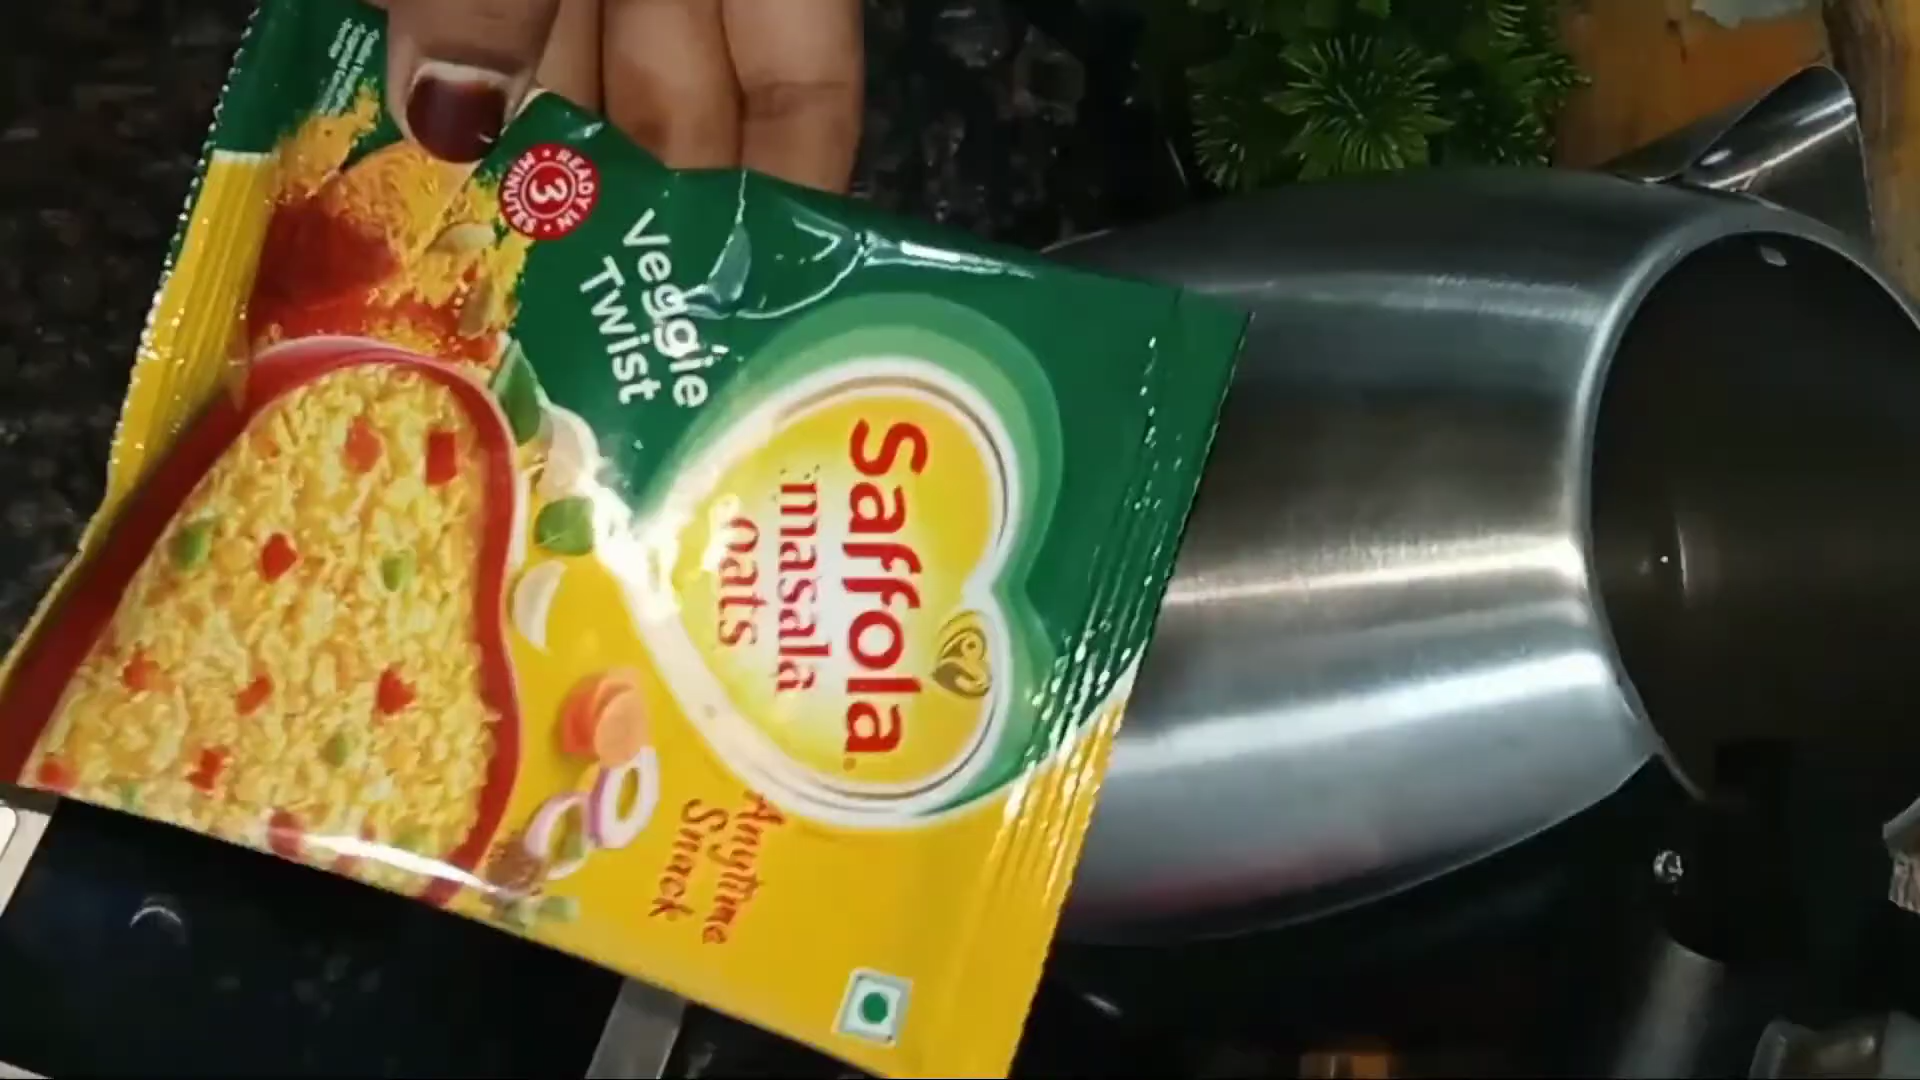 READY IN
3
MINUTES
Veggie
Twist
Saffola
masala
oats
Anytime
Snack